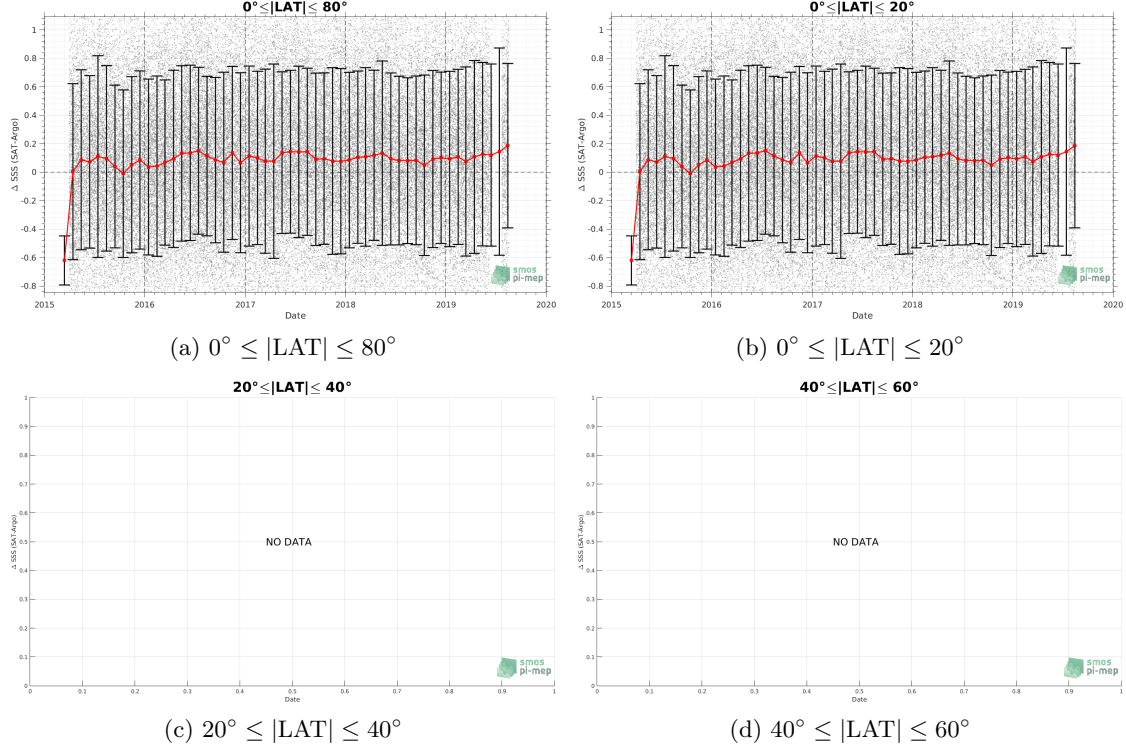 0°≤|LAT|≤ 80°
Δ SSS (SAT-Argo)
1
0.8
0.6
0.4
0.2
0
-0.2
-0.4
-0.6
-0.8
2015 2016 2017 2018 2019 2020
Date
smos
pi-mep
(a) 0° ≤ |LAT| ≤ 80°
0°≤|LAT|≤ 20°
Δ SSS (SAT-Argo)
1
0.8
0.6
0.4
0.2
0
-0.2
-0.4
-0.6
-0.8
2015 2016 2017 2018 2019 2020
Date
smos
pi-mep
(b) 0° ≤ |LAT| ≤ 20°
20°≤|LAT|≤ 40°
Δ SSS (SAT-Argo)
1
0.9
0.8
0.7
0.6
0.5
0.4
0.3
0.2
0.1
0
NO DATA
0 0.1 0.2 0.3 0.4 0.5 0.6 0.7 0.8 0.9 1
Date
smos
pi-mep
(c) 20° ≤ |LAT| ≤ 40°
40°≤|LAT|≤ 60°
Δ SSS (SAT-Argo)
1
0.9
0.8
0.7
0.6
0.5
0.4
0.3
0.2
0.1
0
NO DATA
0 0.1 0.2 0.3 0.4 0.5 0.6 0.7 0.8 0.9 1
Date
smos
pi-mep
(d) 40° ≤ |LAT| ≤ 60°